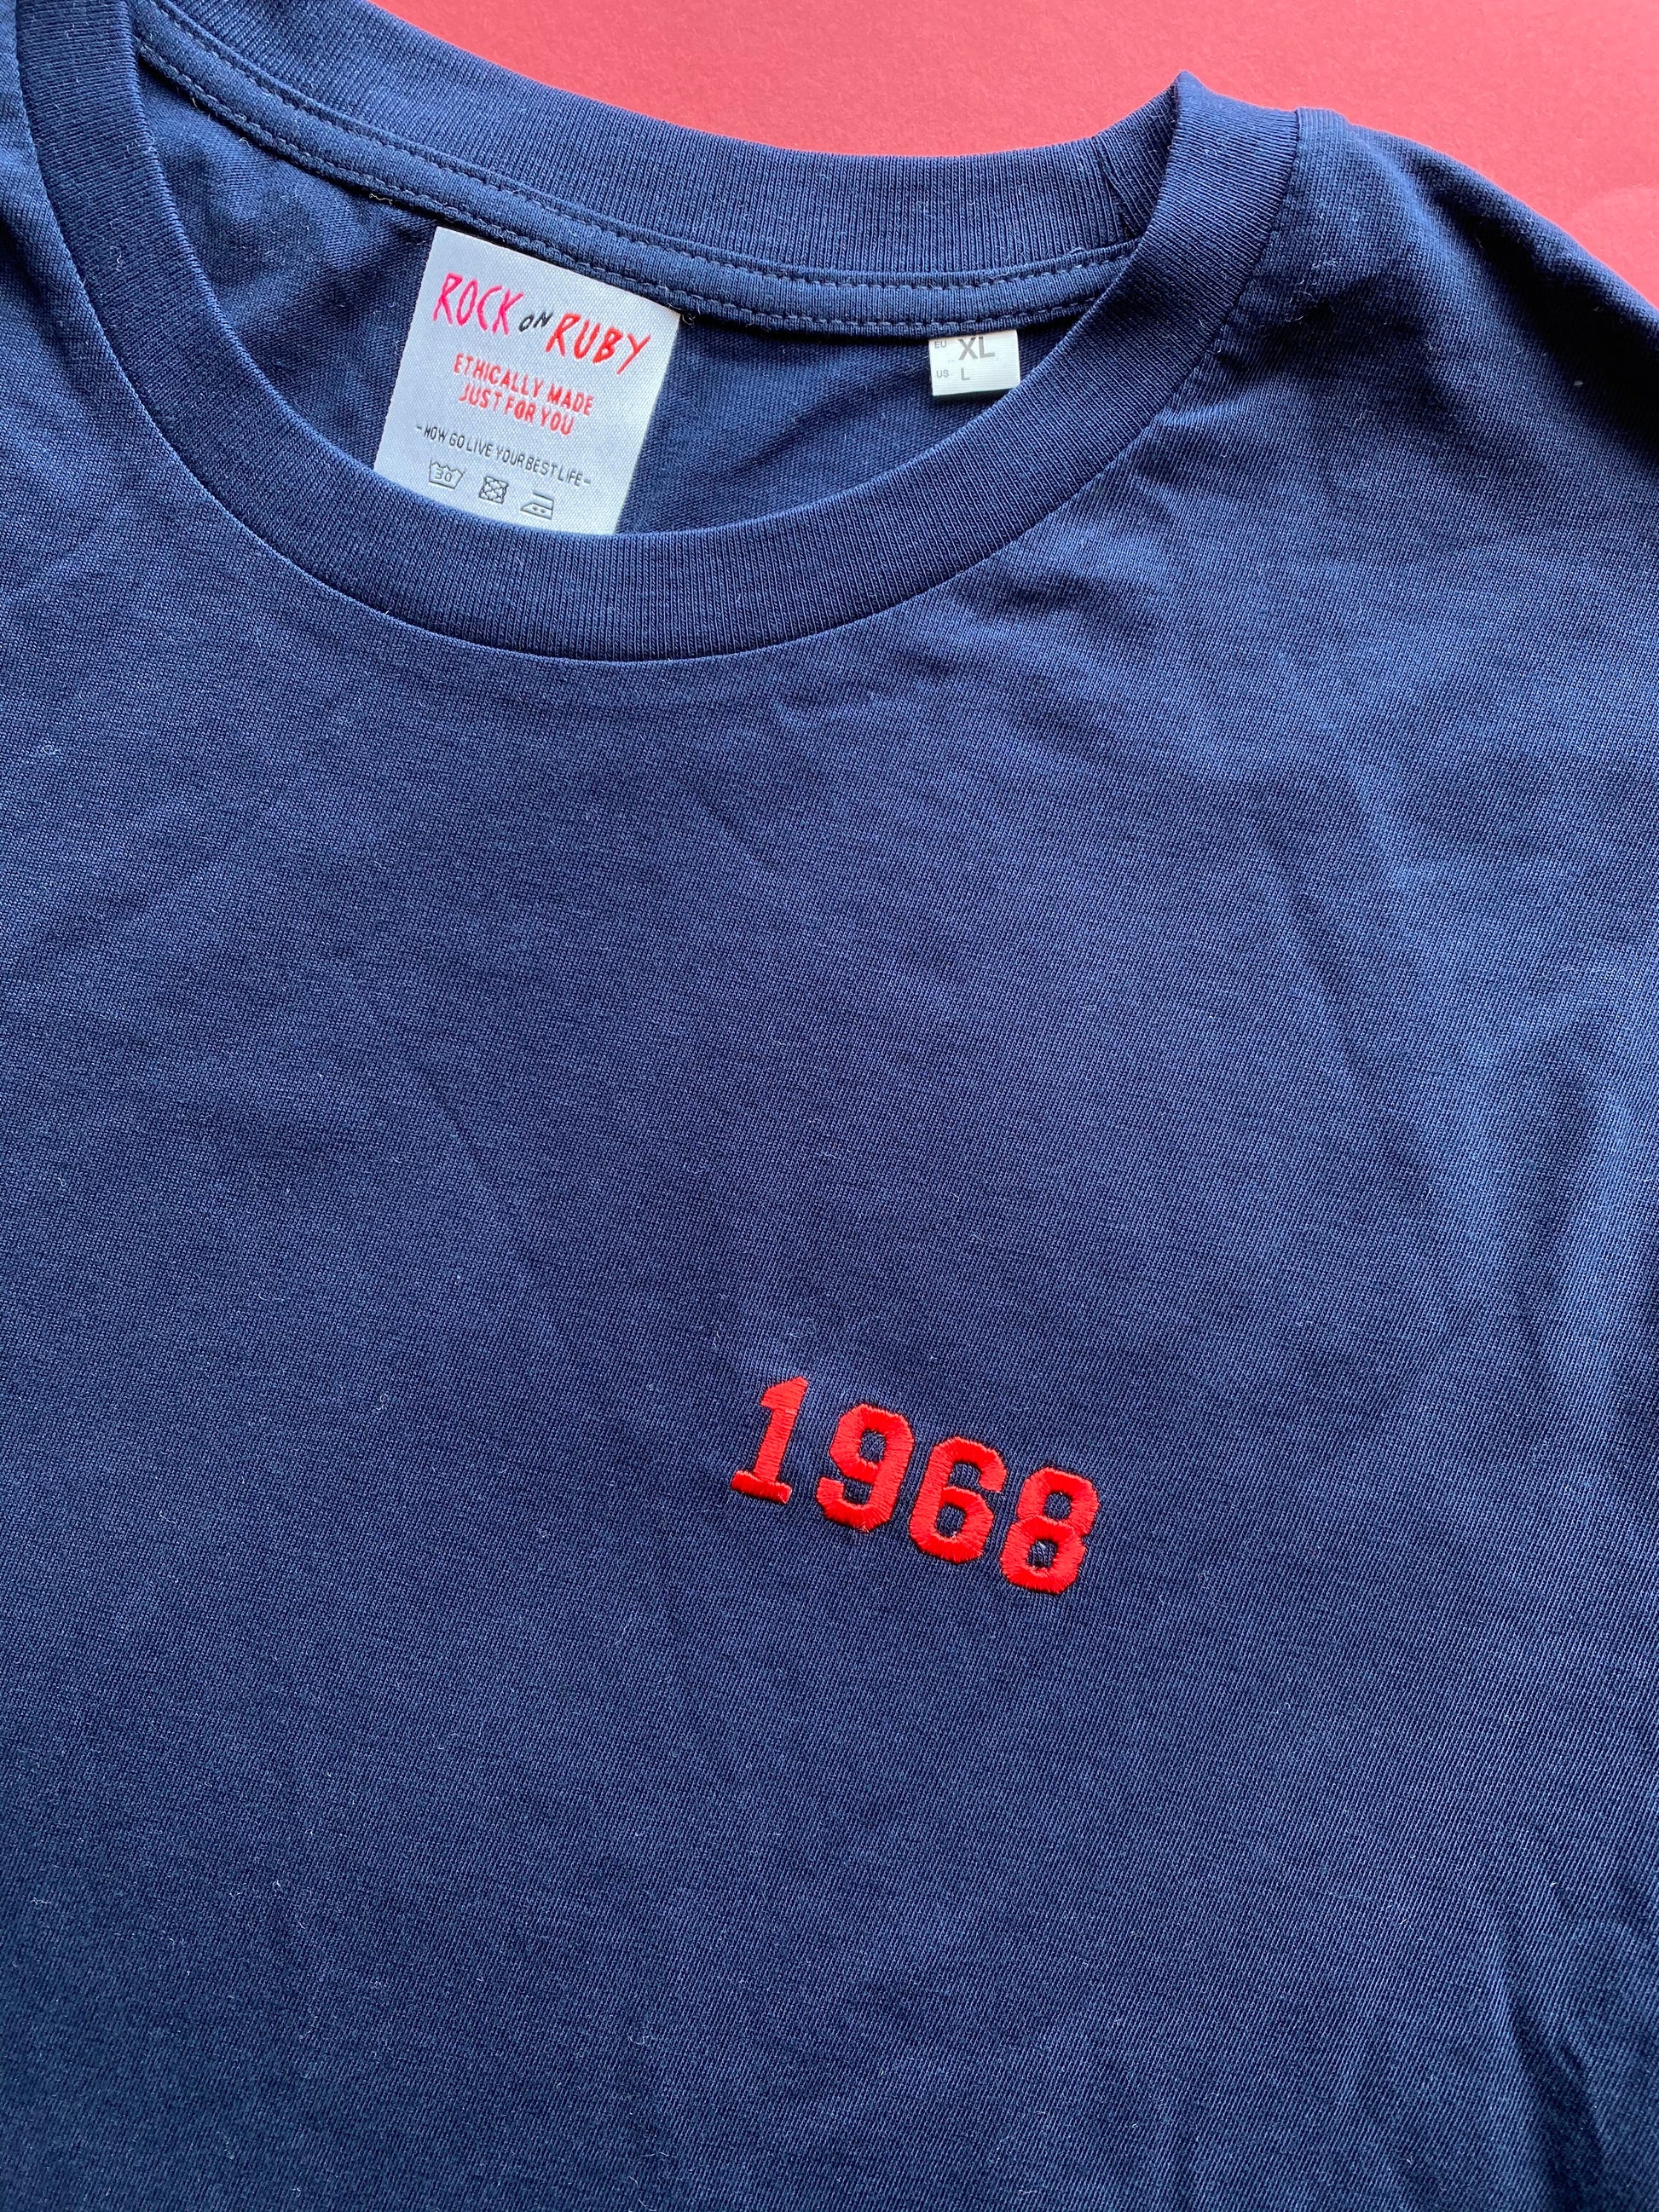 ROCK ON RUBY
ETHICALLY MADE
JUST FOR YOU
-NOW GO LIVE YOUR BEST LIFE-
30
EU XL
US L
1968